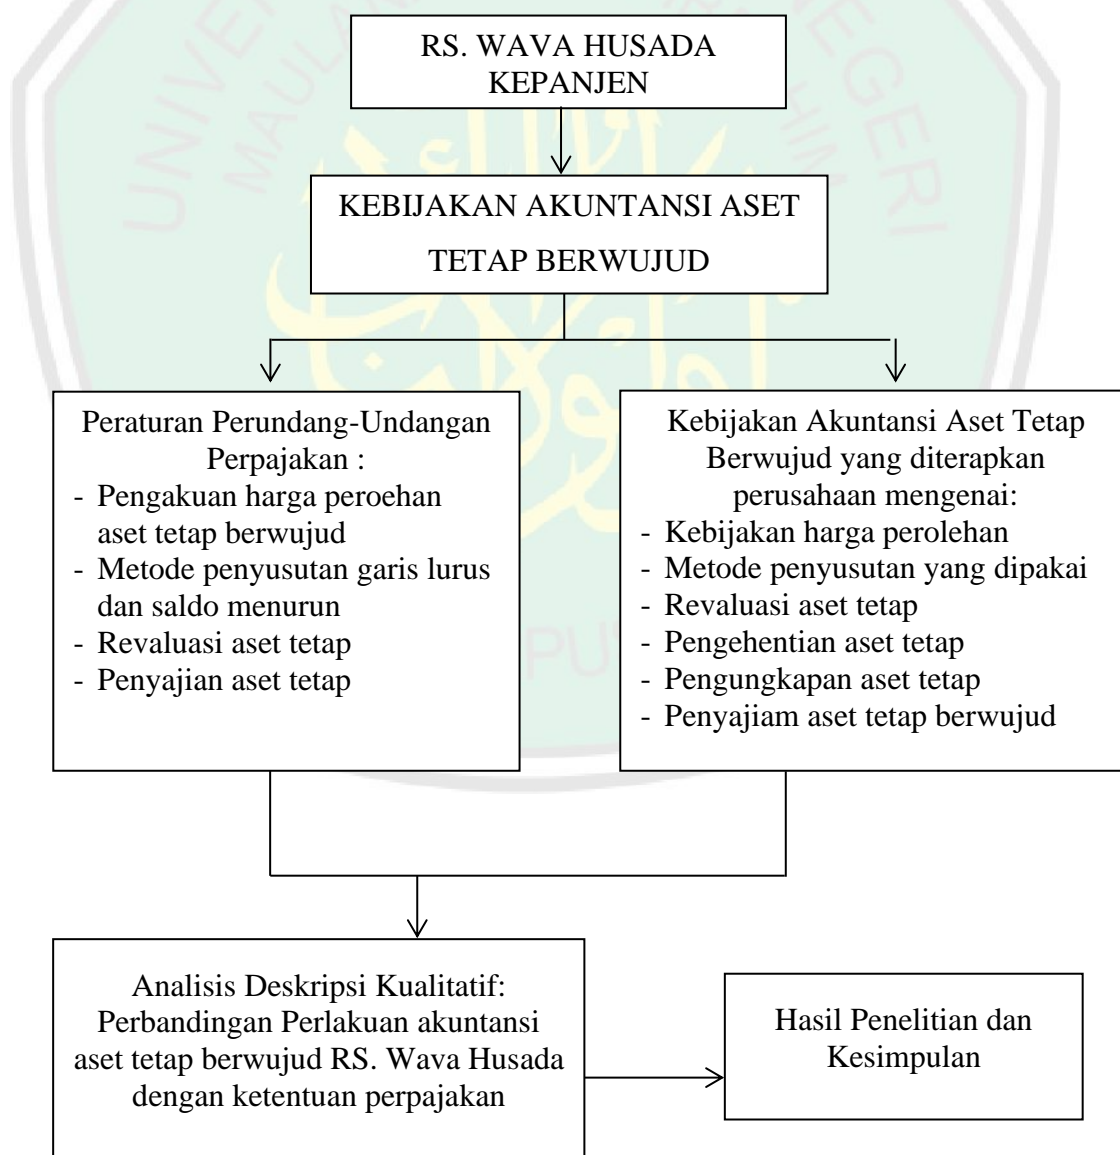 RS. WAVA HUSADA
KEPANJEN
KEBIJAKAN AKUNTANSI ASET
TETAP BERWUJUD
Peraturan Perundang-Undangan
Perpajakan :
- Pengakuan harga peroehan
aset tetap berwujud
- Metode penyusutan garis lurus
dan saldo menurun
- Revaluasi aset tetap
- Penyajian aset tetap
Kebijakan Akuntansi Aset Tetap
Berwujud yang diterapkan
perusahaan mengenai:
- Kebijakan harga perolehan
- Metode penyusutan yang dipakai
- Revaluasi aset tetap
- Pengehentian aset tetap
- Pengungkapan aset tetap
- Penyajiam aset tetap berwujud
Analisis Deskripsi Kualitatif:
Perbandingan Perlakuan akuntansi
aset tetap berwujud RS. Wava Husada
dengan ketentuan perpajakan
Hasil Penelitian dan
Kesimpulan